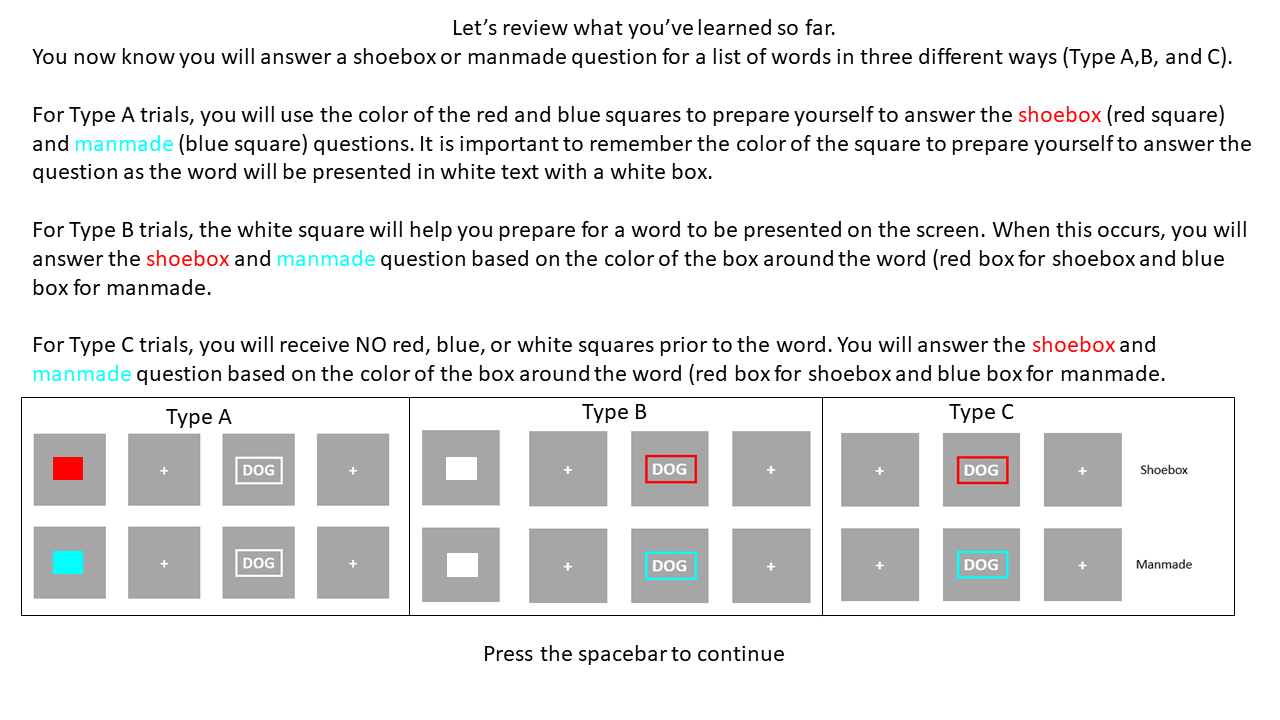 Let's review what you've learned so far.
You now know you will answer a shoebox or manmade question for a list of words in three different ways (Type A,B, and C).
For Type A trials, you will use the color of the red and blue squares to prepare yourself to answer the shoebox (red square)
and manmade (blue square) questions. It is important to remember the color of the square to prepare yourself to answer the
question as the word will be presented in white text with a white box.
For Type B trials, the white square will help you prepare for a word to be presented on the screen. When this occurs, you will
answer the shoebox and manmade question based on the color of the box around the word (red box for shoebox and blue
box for manmade.
For Type C trials, you will receive NO red, blue, or white squares prior to the word. You will answer the shoebox and
manmade question based on the color of the box around the word (red box for shoebox and blue box for manmade.
Type A Type B Type C
+ DOG + + DOG + + DOG + Shoebox
+ DOG + + DOG + + DOG + Manmade
Press the spacebar to continue